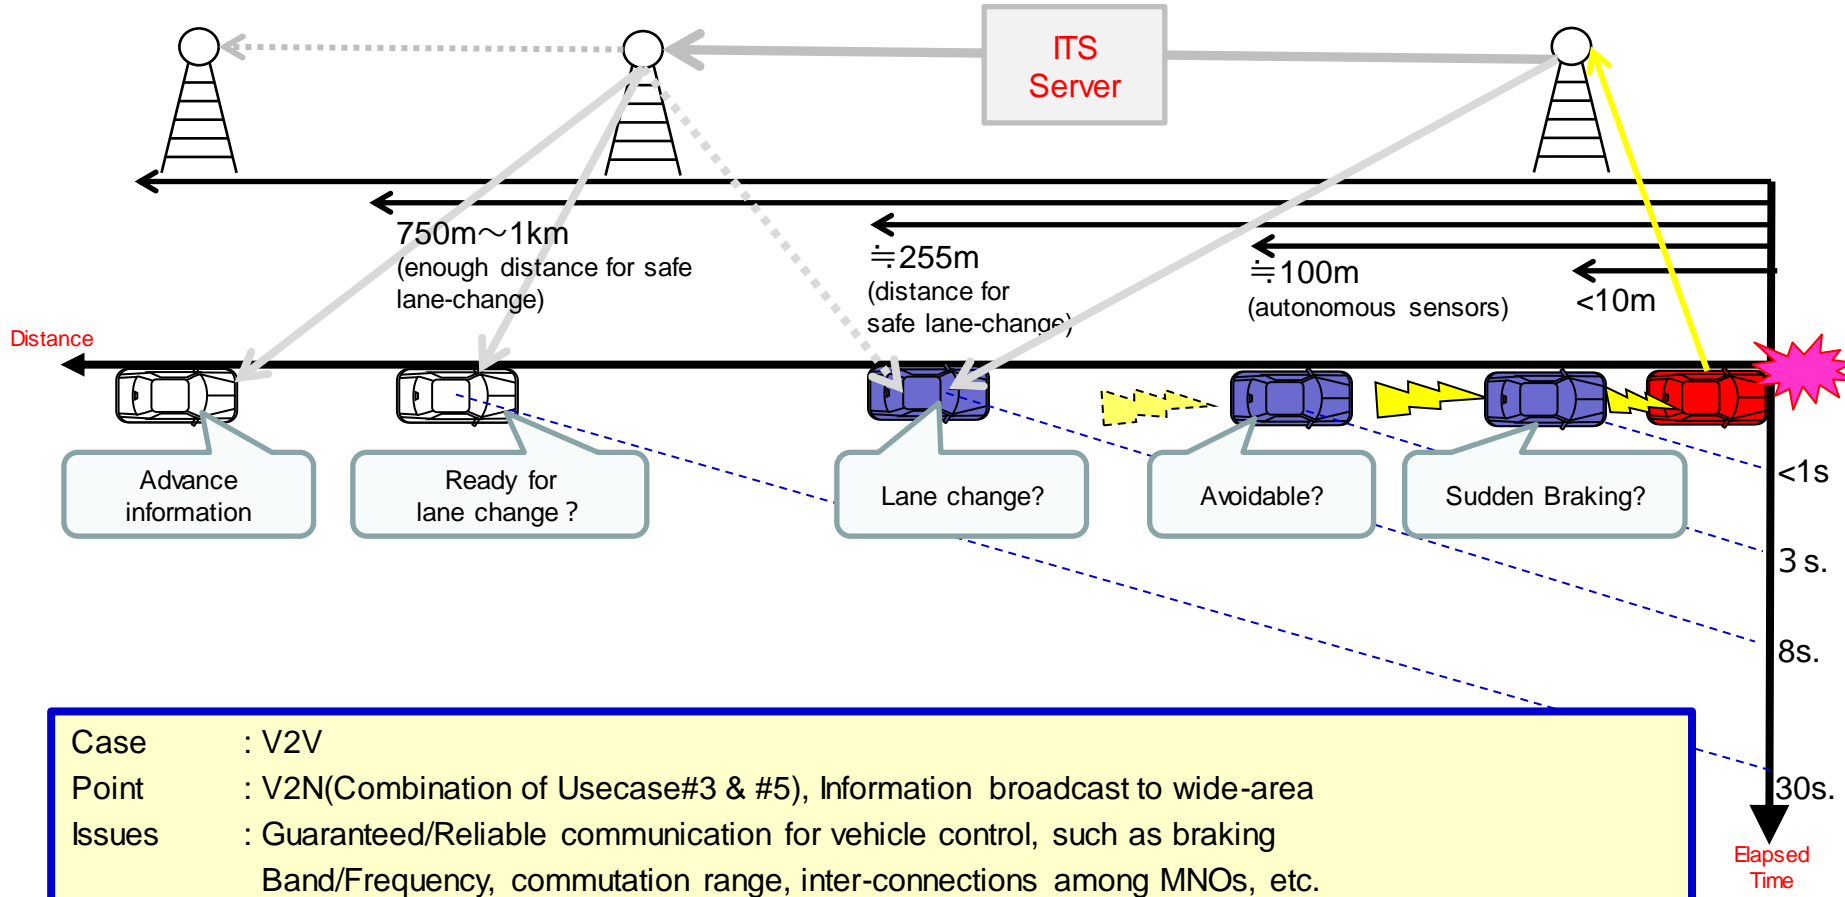 ITS
Server
750m～1km
(enough distance for safe
lane-change)
≒255m
(distance for
safe lane-change)
≒100m
(autonomous sensors)
<10m
Distance
Advance
information
Ready for
lane change？
Lane change?
Avoidable?
Sudden Braking?
<1s
3 s.
8s.
30s.
Elapsed
Time
Case : V2V
Point : V2N(Combination of Usecase#3 & #5), Information broadcast to wide-area
Issues : Guaranteed/Reliable communication for vehicle control, such as braking
Band/Frequency, commutation range, inter-connections among MNOs, etc.